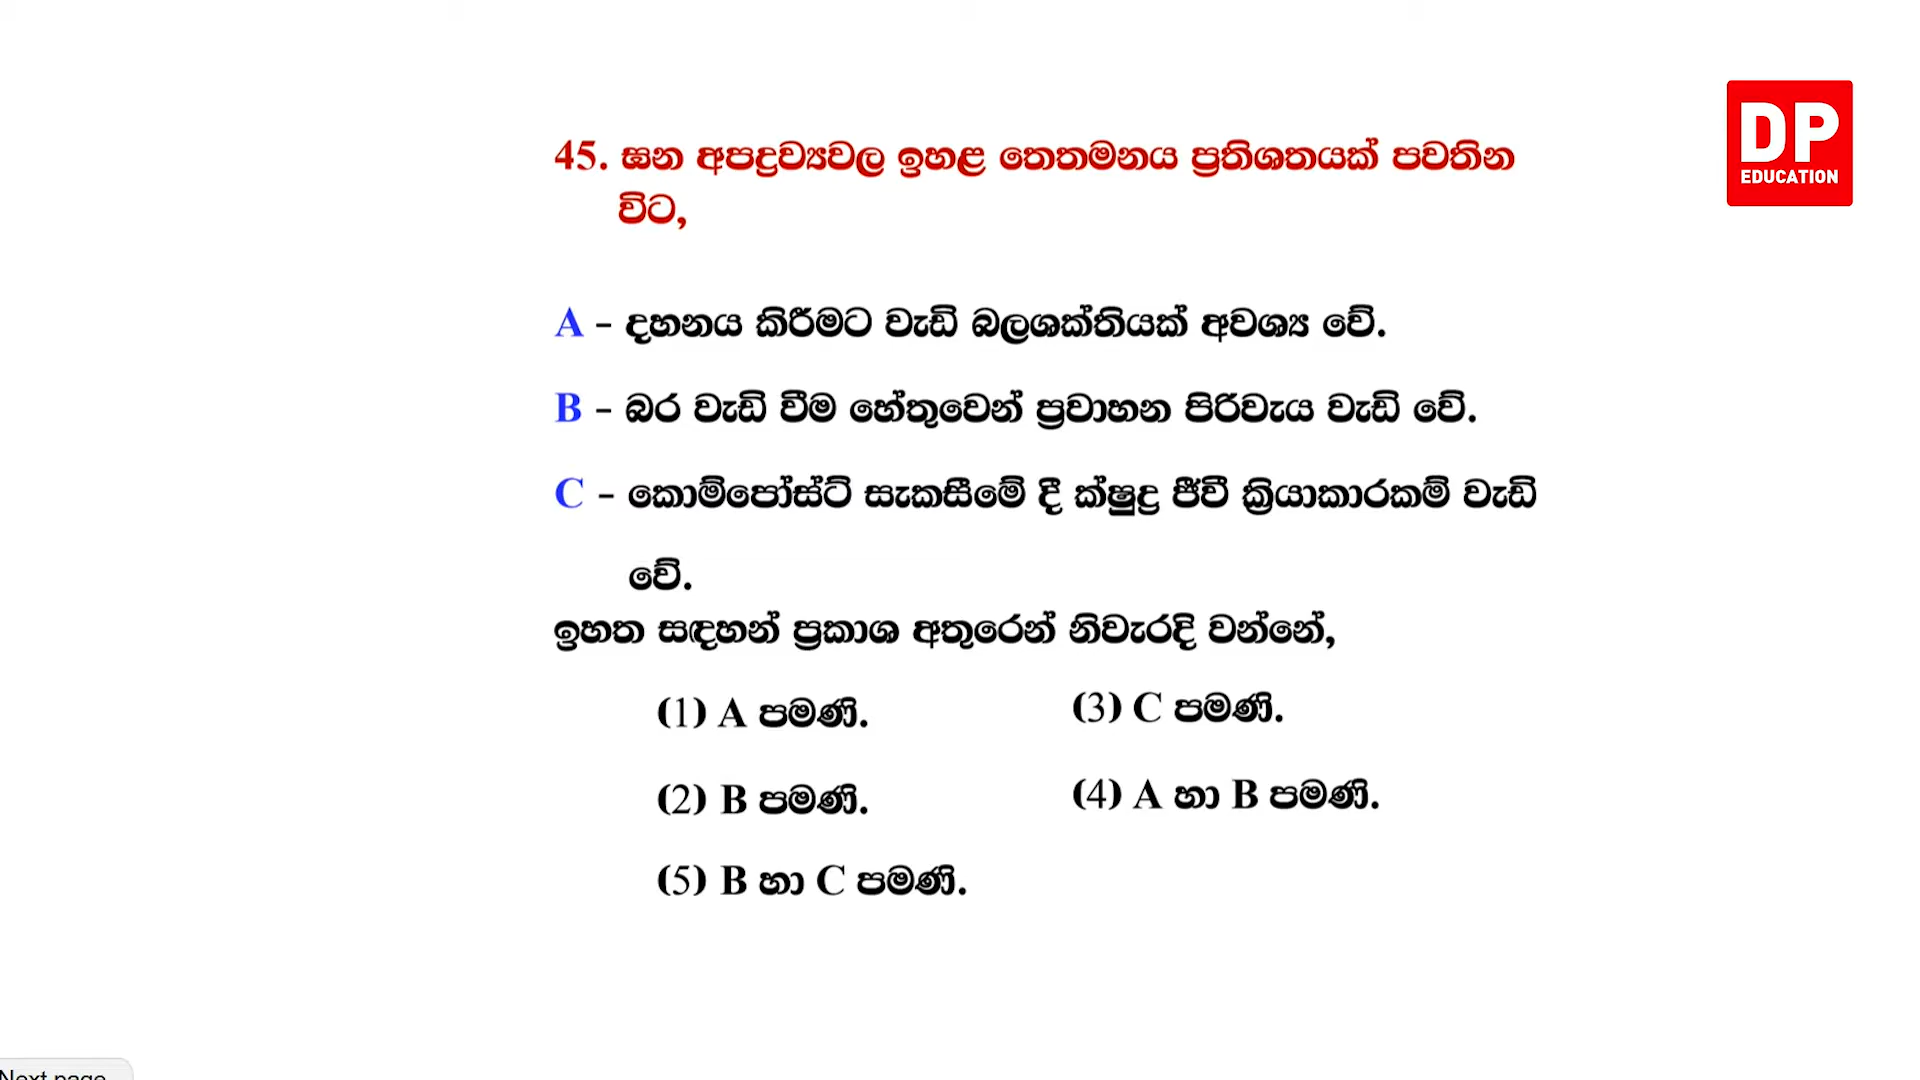 DP
EDUCATION
45. ඝන අපද්‍රව්‍යවල ඉහළ තෙතමනය ප්‍රතිශතයක් පවතින
විට,
A – දහනය කිරීමට වැඩි බලශක්තියක් අවශ්‍ය වේ.
B – බර වැඩි වීම හේතුවෙන් ප්‍රවාහන පිරිවැය වැඩි වේ.
C – කොම්පෝස්ට් සැකසීමේ දී ක්ෂුද්‍ර ජීවී ක්‍රියාකාරකම් වැඩි
වේ.
ඉහත සඳහන් ප්‍රකාශ අතුරෙන් නිවැරදි වන්නේ,
(1) A පමණි.
(3) C පමණි.
(2) B පමණි.
(4) A හා B පමණි.
(5) B හා C පමණි.
Next page